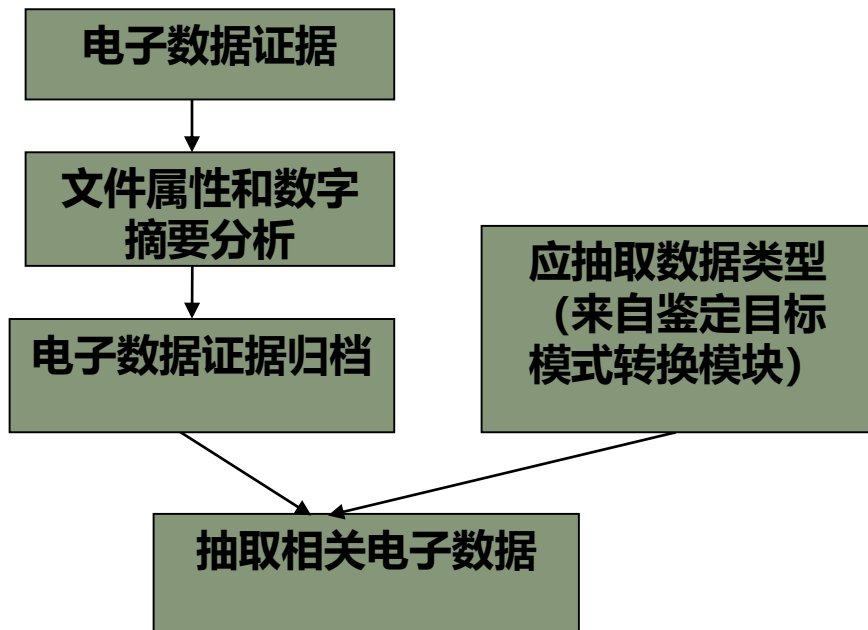 电子数据证据
文件属性和数字
摘要分析
应抽取数据类型
（来自鉴定目标
模式转换模块）
电子数据证据归档
抽取相关电子数据